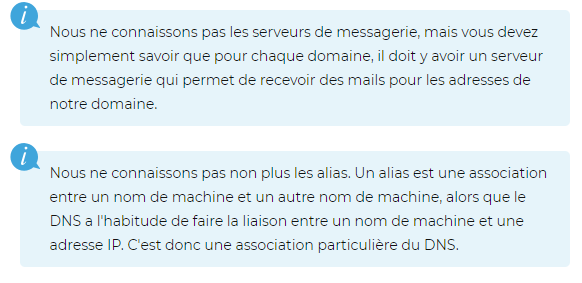 Nous ne connaissons pas les serveurs de messagerie, mais vous devez
simplement savoir que pour chaque domaine, il doit y avoir un serveur
de messagerie qui permet de recevoir des mails pour les adresses de
notre domaine.
Nous ne connaissons pas non plus les alias. Un alias est une association
entre un nom de machine et un autre nom de machine, alors que le
DNS a l'habitude de faire la liaison entre un nom de machine et une
adresse IP. C'est donc une association particulière du DNS.